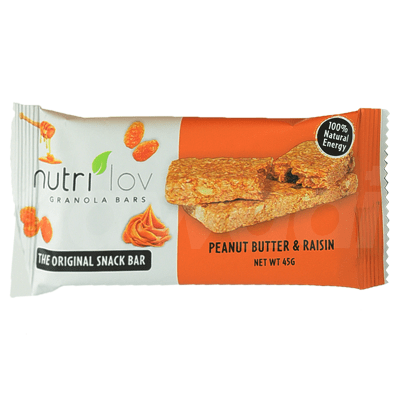 nutri lov
GRANOLA BARS
THE ORIGINAL SNACK BAR
100%
Natural
Energy
PEANUT BUTTER & RAISIN
NET WT 45G